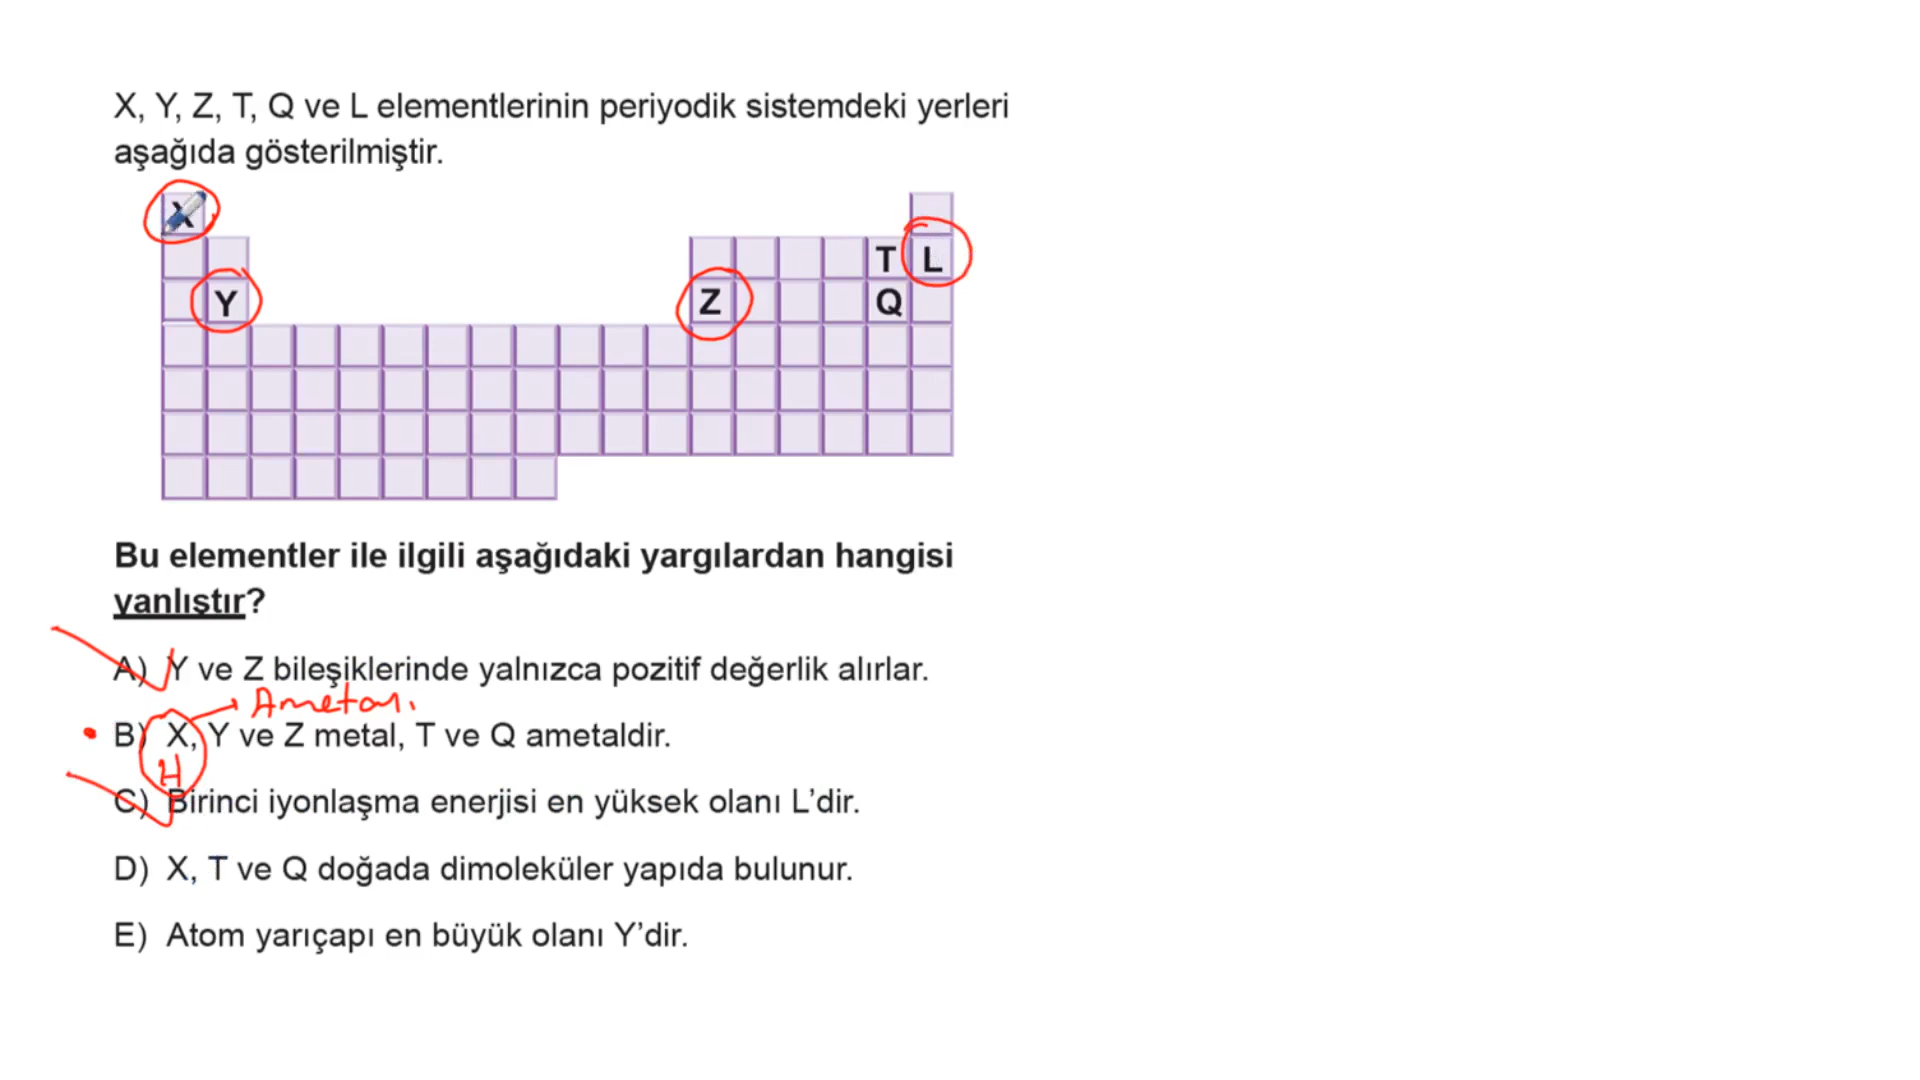 X, Y, Z, T, Q ve L elementlerinin periyodik sistemdeki yerleri
aşağıda gösterilmiştir.
X
T L
Y Z Q
Bu elementler ile ilgili aşağıdaki yargılardan hangisi
yanlıştır?
A) Y ve Z bileşiklerinde yalnızca pozitif değerlik alırlar.
Ametal
B) X, Y ve Z metal, T ve Q ametaldir.
H
C) Birinci iyonlaşma enerjisi en yüksek olanı L’dir.
D) X, T ve Q doğada dimoleküler yapıda bulunur.
E) Atom yarıçapı en büyük olanı Y’dir.